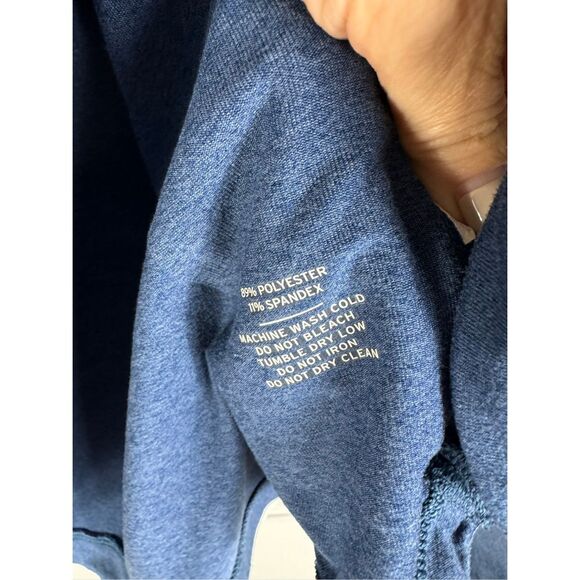 89% POLYESTER
11% SPANDEX
MACHINE WASH COLD
DO NOT BLEACH
TUMBLE DRY LOW
DO NOT IRON
DO NOT DRY CLEAN